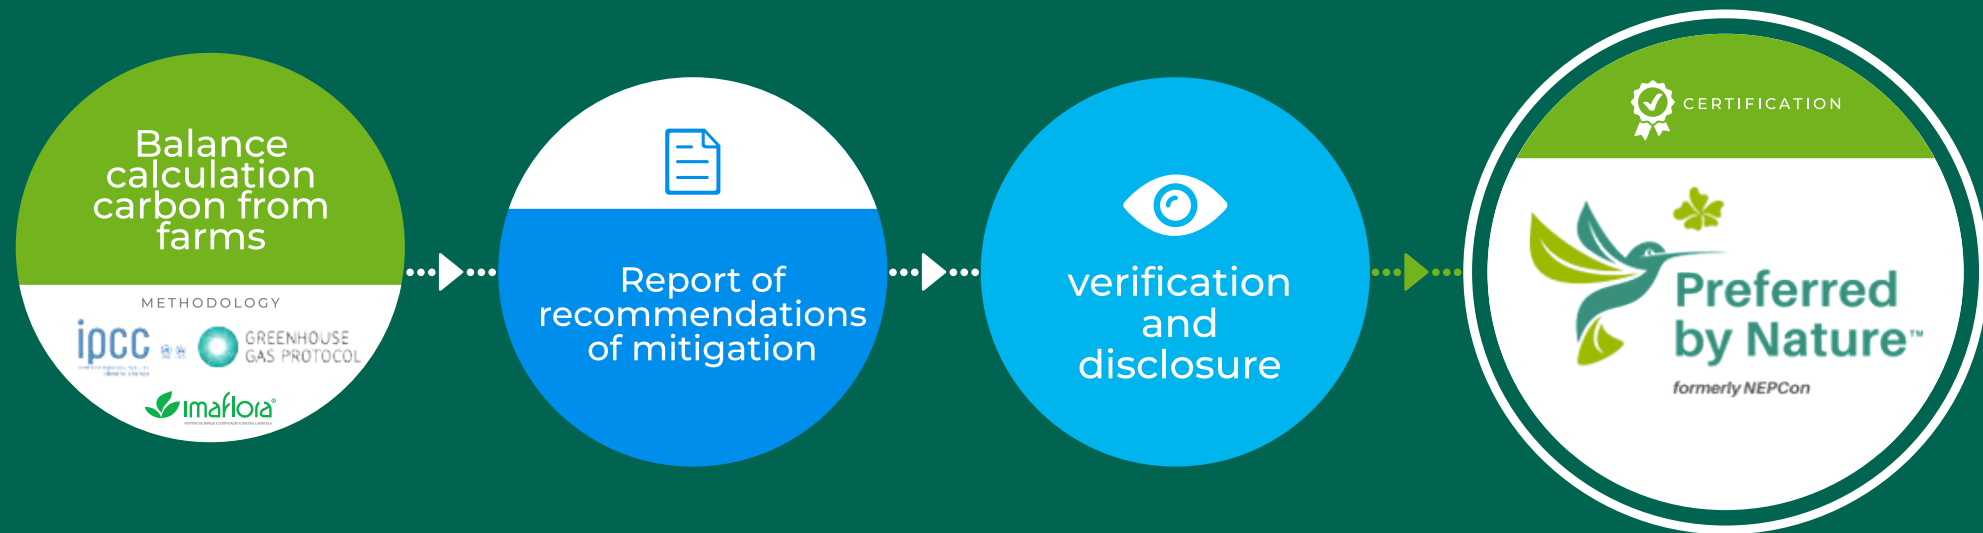 Balance
calculation
carbon from
farms
METHODOLOGY
ipcc
GREENHOUSE
GAS PROTOCOL
imaflora®
Report of
recommendations
of mitigation
verification
and
disclosure
CERTIFICATION
Preferred
by Nature™
formerly NEPCon